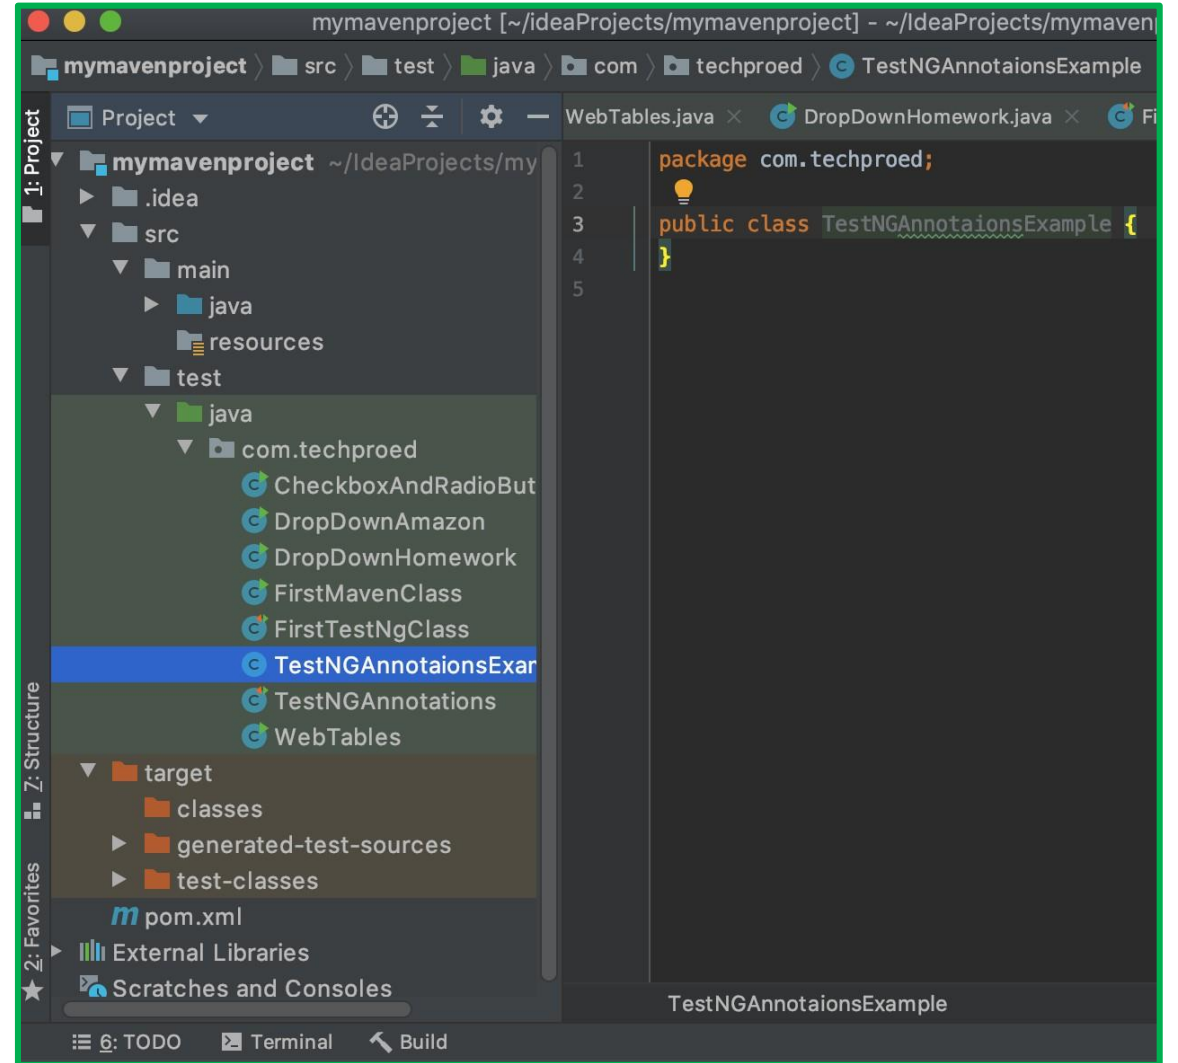 mymavenproject [~/ideaProjects/mymavenproject] - ~/IdeaProjects/mymavenp
mymavenproject 〉 src 〉 test 〉 java 〉 com 〉 techproed 〉 TestNGAnnotaionsExample
1: Project
Project
WebTables.java × DropDownHomework.java × Fi
mymavenproject ~/IdeaProjects/my
.idea
src
main
java
resources
test
java
com.techproed
CheckboxAndRadioBut
DropDownAmazon
DropDownHomework
FirstMavenClass
FirstTestNgClass
TestNGAnnotaionsExar
TestNGAnnotations
WebTables
target
classes
generated-test-sources
test-classes
m pom.xml
External Libraries
Scratches and Consoles
Z: Structure
2: Favorites
1 package com.techproed;
2
3 public class TestNGAnnotaionsExample {
4 }
5
TestNGAnnotaionsExample
6: TODO Terminal Build